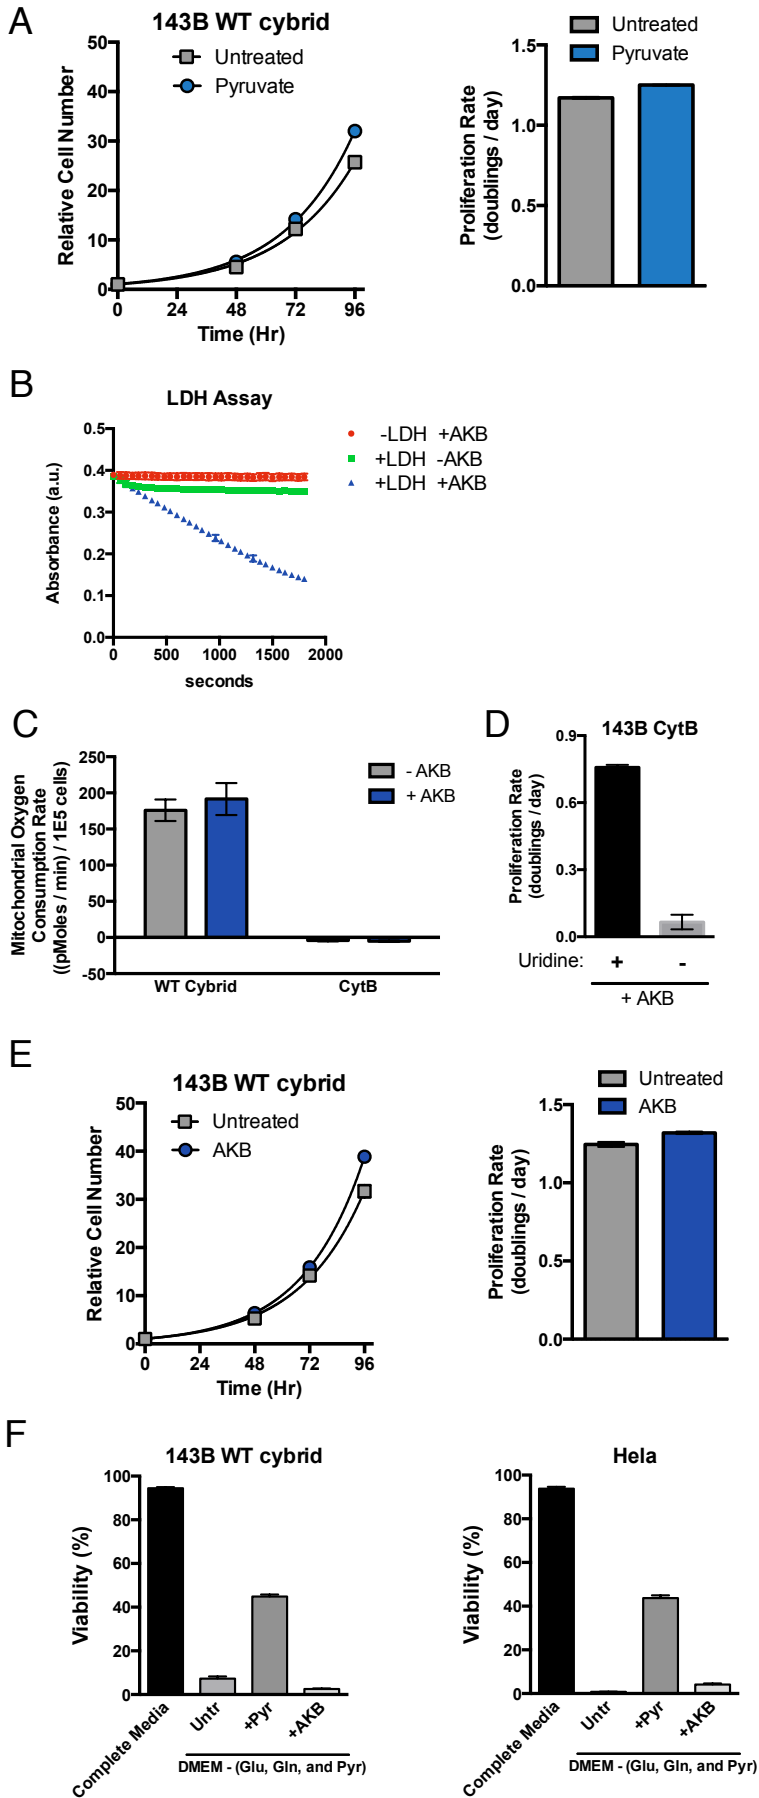 A
143B WT cybrid
Untreated
Pyruvate
Relative Cell Number
50
40
30
20
10
0
0 24 48 72 96
Time (Hr)
Untreated
Pyruvate
Proliferation Rate
(doublings / day)
1.5
1.0
0.5
0.0
B
LDH Assay
-LDH +AKB
+LDH -AKB
+LDH +AKB
Absorbance (a.u.)
0.5
0.4
0.3
0.2
0.1
0.0
0 500 1000 1500 2000
seconds
C
- AKB
+ AKB
Mitochondrial Oxygen
Consumption Rate
((pMoles / min) / 1E5 cells)
250
200
150
100
50
0
-50
WT Cybrid CytB
D
143B CytB
Proliferation Rate
(doublings / day)
0.9
0.6
0.3
0.0
Uridine: + -
+ AKB
E
143B WT cybrid
Untreated
AKB
Relative Cell Number
50
40
30
20
10
0
0 24 48 72 96
Time (Hr)
Untreated
AKB
Proliferation Rate
(doublings / day)
1.5
1.0
0.5
0.0
F
143B WT cybrid
Viability (%)
100
80
60
40
20
0
Complete Media
Untr
+Pyr
+AKB
DMEM - (Glu, Gln, and Pyr)
Hela
Viability (%)
100
80
60
40
20
0
Complete Media
Untr
+Pyr
+AKB
DMEM - (Glu, Gln, and Pyr)